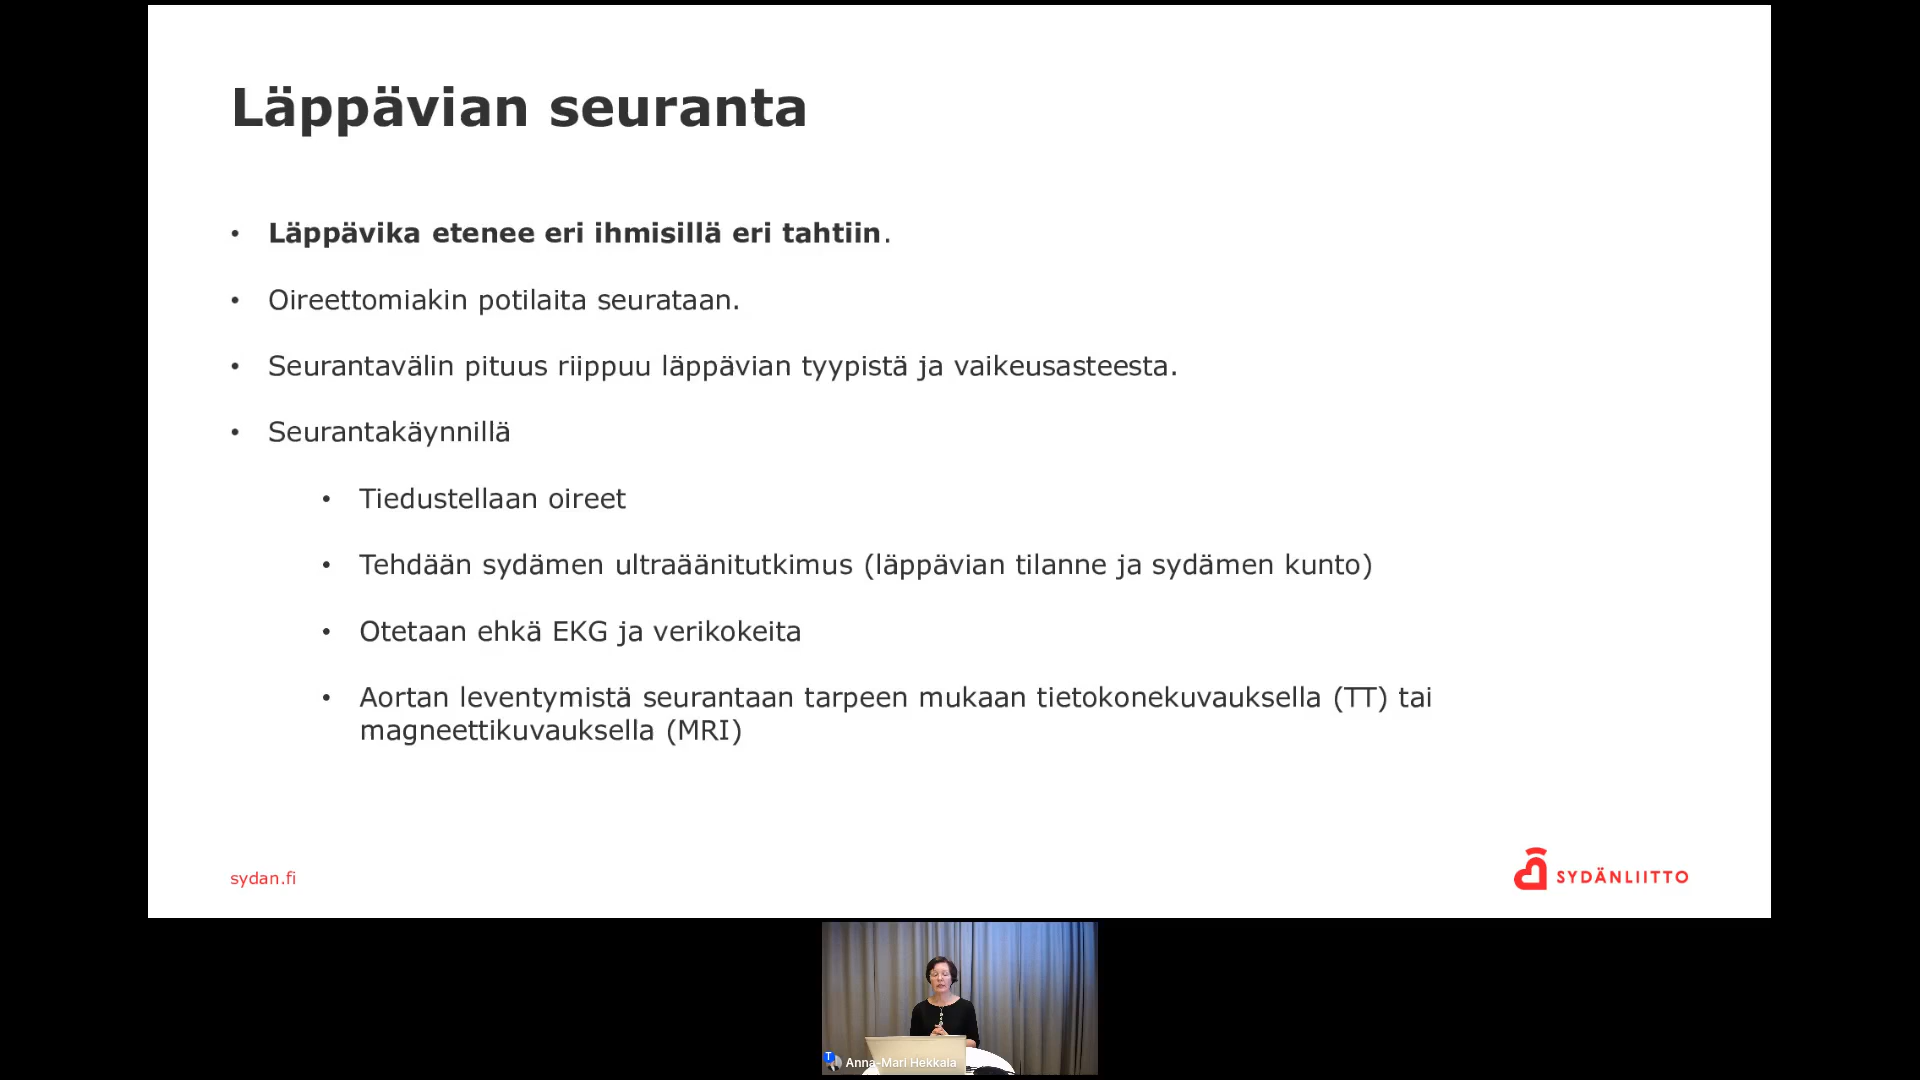 Läppävian seuranta
• Läppävika etenee eri ihmisillä eri tahtiin.
• Oireettomiakin potilaita seurataan.
• Seurantavälin pituus riippuu läppävian tyypistä ja vaikeusasteesta.
• Seurantakäynnillä
• Tiedustellaan oireet
• Tehdään sydämen ultraäänitutkimus (läppävian tilanne ja sydämen kunto)
• Otetaan ehkä EKG ja verikokeita
• Aortan leventymistä seurantaan tarpeen mukaan tietokonekuvauksella (TT) tai
magneettikuvauksella (MRI)
sydan.fi
SYDÄNLIITTO
T
Anna-Mari Hekkala